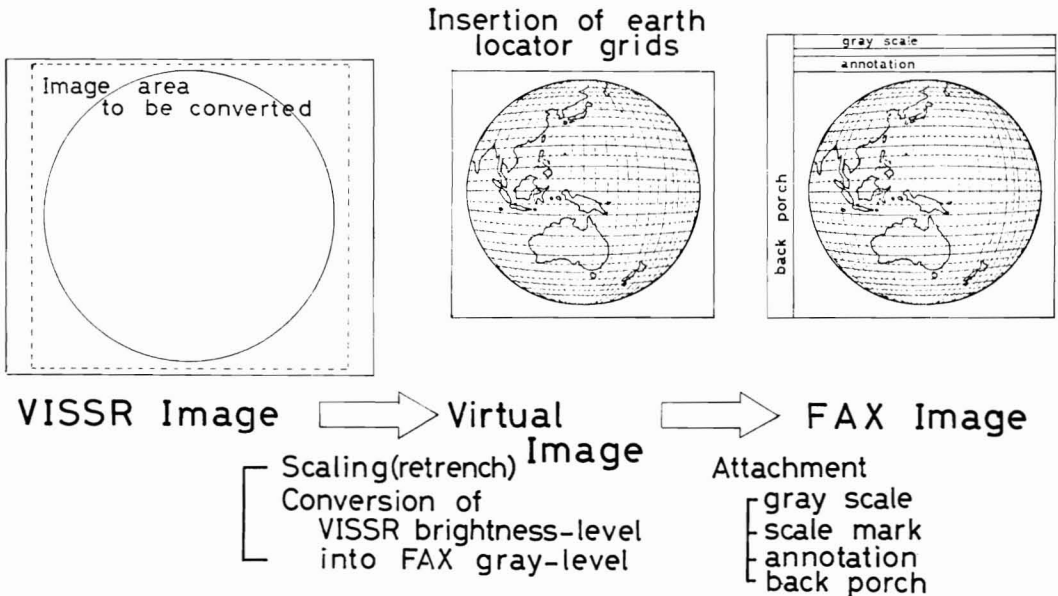 Insertion of earth
locator grids
Image area
to be converted
gray scale
annotation
back porch
VISSR Image
Virtual
Image
FAX Image
Scaling(retrench)
Conversion of
VISSR brightness-level
into FAX gray-level
Attachment
gray scale
scale mark
annotation
back porch